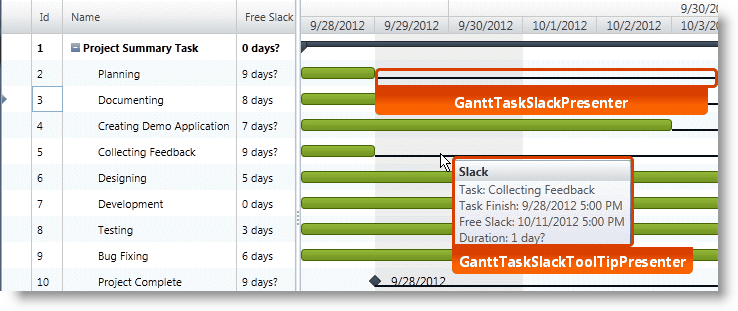 9/30/20
Id Name Free Slack 9/28/2012 9/29/2012 9/30/2012 10/1/2012 10/2/2012 10/3/2
1 Project Summary Task 0 days?
2 Planning 9 days?
3 Documenting 8 days
GanttTaskSlackPresenter
4 Creating Demo Application 7 days?
5 Collecting Feedback 9 days?
Slack
6 Designing 5 days
Task: Collecting Feedback
Task Finish: 9/28/2012 5:00 PM
7 Development 0 days
Free Slack: 10/11/2012 5:00 PM
8 Testing 3 days
Duration: 1 day?
9 Bug Fixing 6 days
GanttTaskSlackToolTipPresenter
10 Project Complete 9 days? 9/28/2012